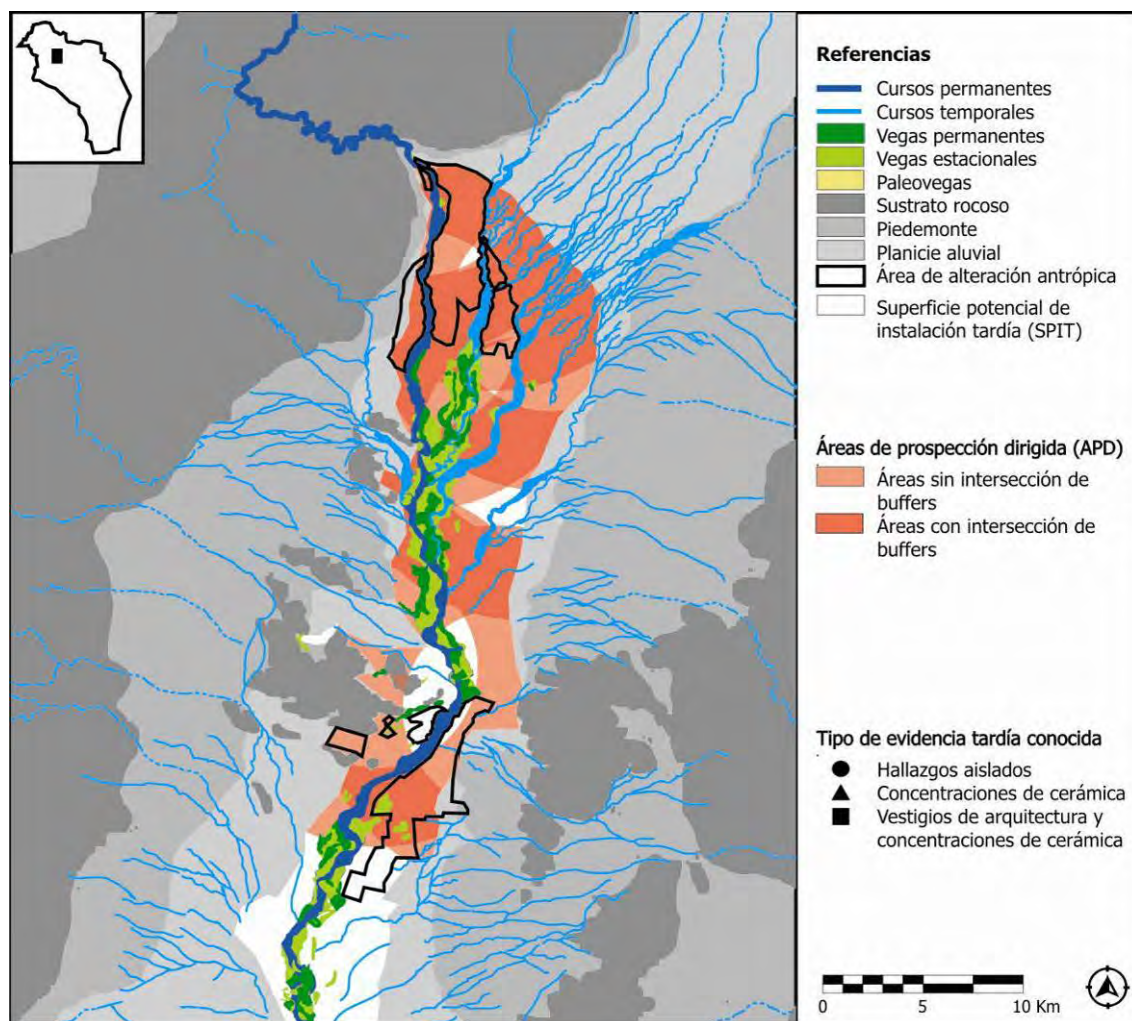 Referencias
Cursos permanentes
Cursos temporales
Vegas permanentes
Vegas estacionales
Paleovegas
Sustrato rocoso
Piedemonte
Planicie aluvial
Área de alteración antrópica
Superficie potencial de
instalación tardía (SPIT)
Áreas de prospección dirigida (APD)
Áreas sin intersección de
buffers
Áreas con intersección de
buffers
Tipo de evidencia tardía conocida
Hallazgos aislados
Concentraciones de cerámica
Vestigios de arquitectura y
concentraciones de cerámica
0 5 10 Km